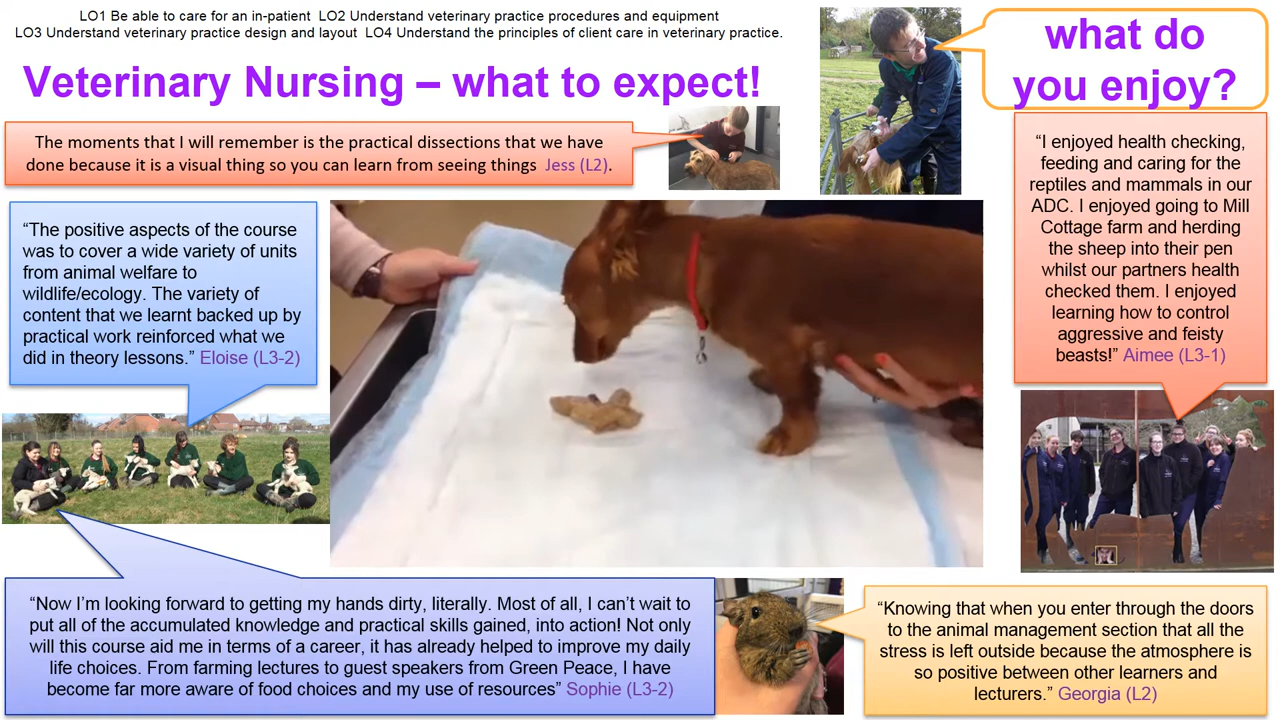 LO1 Be able to care for an in-patient  LO2 Understand veterinary practice procedures and equipment
LO3 Understand veterinary practice design and layout  LO4 Understand the principles of client care in veterinary practice.
Veterinary Nursing – what to expect!
what do
you enjoy?
The moments that I will remember is the practical dissections that we have
done because it is a visual thing so you can learn from seeing things  Jess (L2).
“The positive aspects of the course
was to cover a wide variety of units
from animal welfare to
wildlife/ecology. The variety of
content that we learnt backed up by
practical work reinforced what we
did in theory lessons.” Eloise (L3-2)
“I enjoyed health checking,
feeding and caring for the
reptiles and mammals in our
ADC. I enjoyed going to Mill
Cottage farm and herding
the sheep into their pen
whilst our partners health
checked them. I enjoyed
learning how to control
aggressive and feisty
beasts!” Aimee (L3-1)
“Now I’m looking forward to getting my hands dirty, literally. Most of all, I can’t wait to
put all of the accumulated knowledge and practical skills gained, into action! Not only
will this course aid me in terms of a career, it has already helped to improve my daily
life choices. From farming lectures to guest speakers from Green Peace, I have
become far more aware of food choices and my use of resources” Sophie (L3-2)
“Knowing that when you enter through the doors
to the animal management section that all the
stress is left outside because the atmosphere is
so positive between other learners and
lecturers.” Georgia (L2)